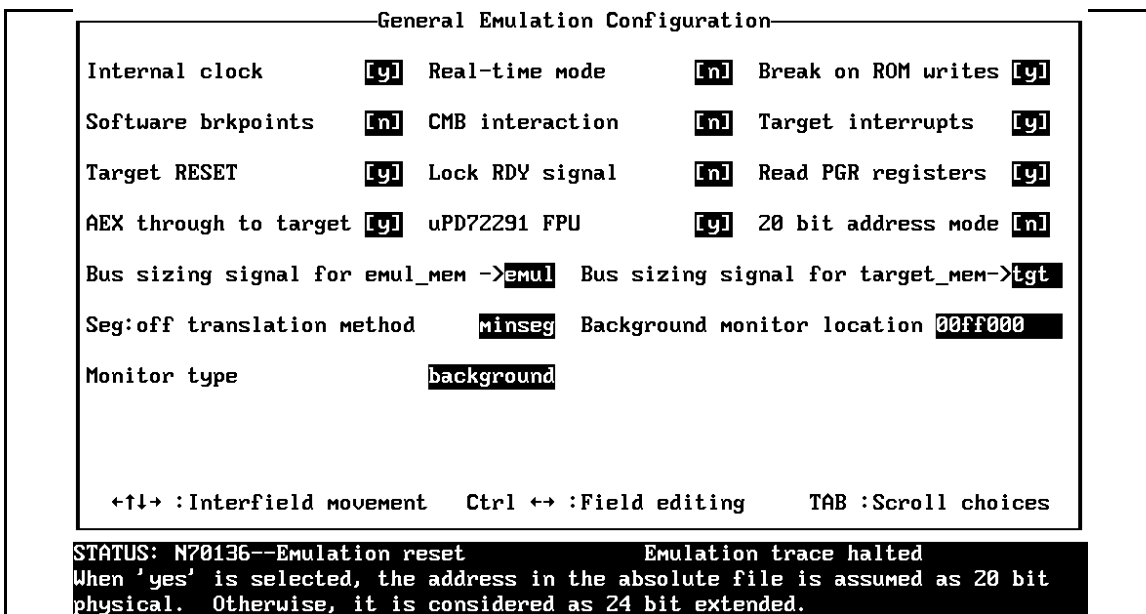 General Emulation Configuration
Internal clock [y] Real-time mode [n] Break on ROM writes [y]
Software brkpoints [n] CMB interaction [n] Target interrupts [y]
Target RESET [y] Lock RDY signal [n] Read PGR registers [y]
AEX through to target [y] uPD72291 FPU [y] 20 bit address mode [n]
Bus sizing signal for emul_mem ->emul Bus sizing signal for target_mem->tgt
Seg:off translation method minseg Background monitor location 00ff000
Monitor type background
←↑↓→ :Interfield movement Ctrl ↔ :Field editing TAB :Scroll choices
STATUS: N70136--Emulation reset Emulation trace halted
When 'yes' is selected, the address in the absolute file is assumed as 20 bit
physical. Otherwise, it is considered as 24 bit extended.